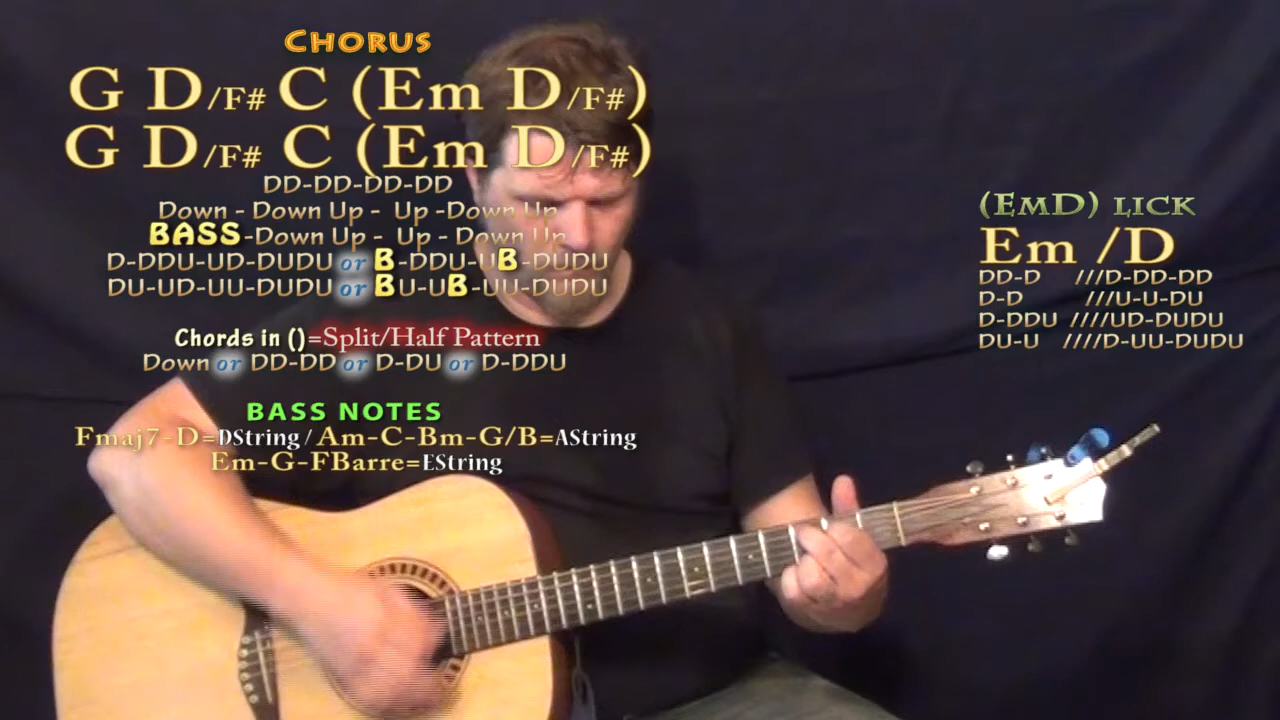 CHORUS
G D/F# C (Em D/F#)
G D/F# C (Em D/F#)
DD-DD-DD-DD
Down - Down Up - Up -Down Up
BASS-Down Up - Up - Down Up
D-DDU-UD-DUDU or B-DDU-UB-DUDU
DU-UD-UU-DUDU or BU-UB-UU-DUDU
Chords in ()=Split/Half Pattern
Down or DD-DD or D-DU or D-DDU
BASS NOTES
Fmaj7-D=DString / Am-C-Bm-G/B=AString
Em-G-FBarre=EString
(EMD) LICK
Em /D
DD-D ///D-DD-DD
D-D ///U-U-DU
D-DDU ////UD-DUDU
DU-U ////D-UU-DUDU